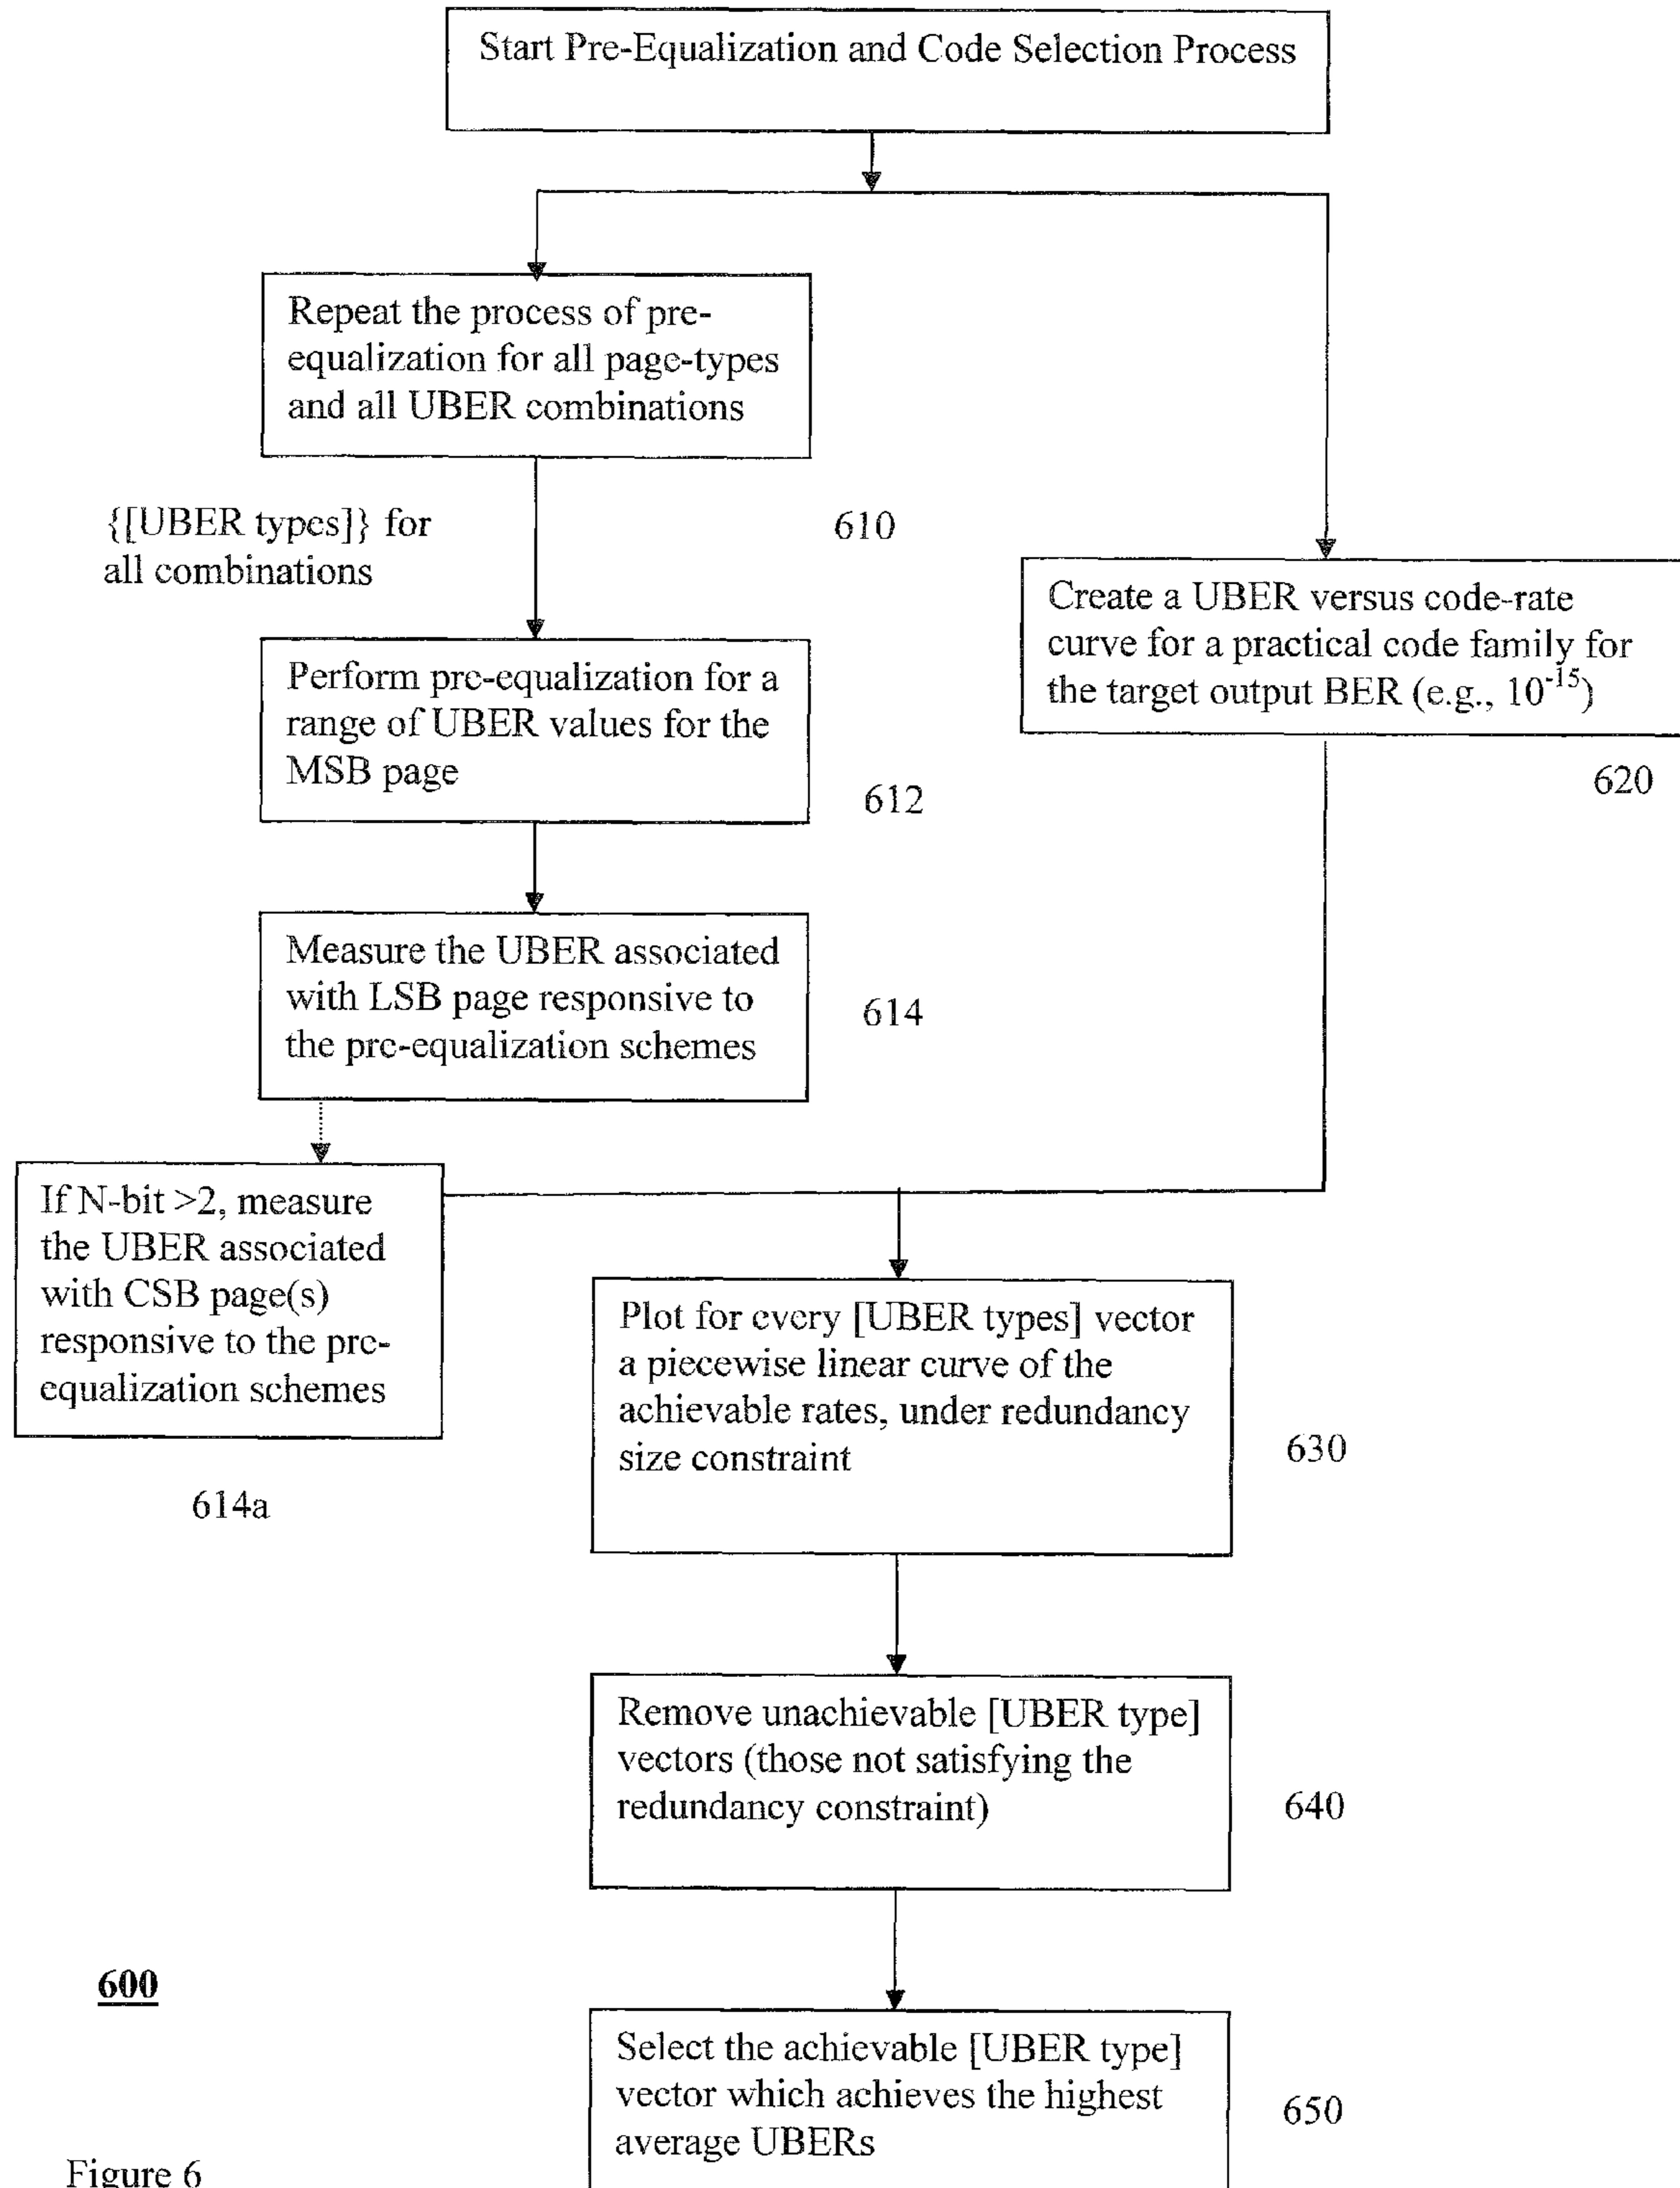 Start Pre-Equalization and Code Selection Process
Repeat the process of pre-
equalization for all page-types
and all UBER combinations
{[UBER types]} for
all combinations
610
Create a UBER versus code-rate
curve for a practical code family for
the target output BER (e.g., 10⁻¹⁵)
620
Perform pre-equalization for a
range of UBER values for the
MSB page
612
Measure the UBER associated
with LSB page responsive to
the pre-equalization schemes
614
If N-bit >2, measure
the UBER associated
with CSB page(s)
responsive to the pre-
equalization schemes
614a
Plot for every [UBER types] vector
a piecewise linear curve of the
achievable rates, under redundancy
size constraint
630
Remove unachievable [UBER type]
vectors (those not satisfying the
redundancy constraint)
640
600
Select the achievable [UBER type]
vector which achieves the highest
average UBERs
650
Figure 6